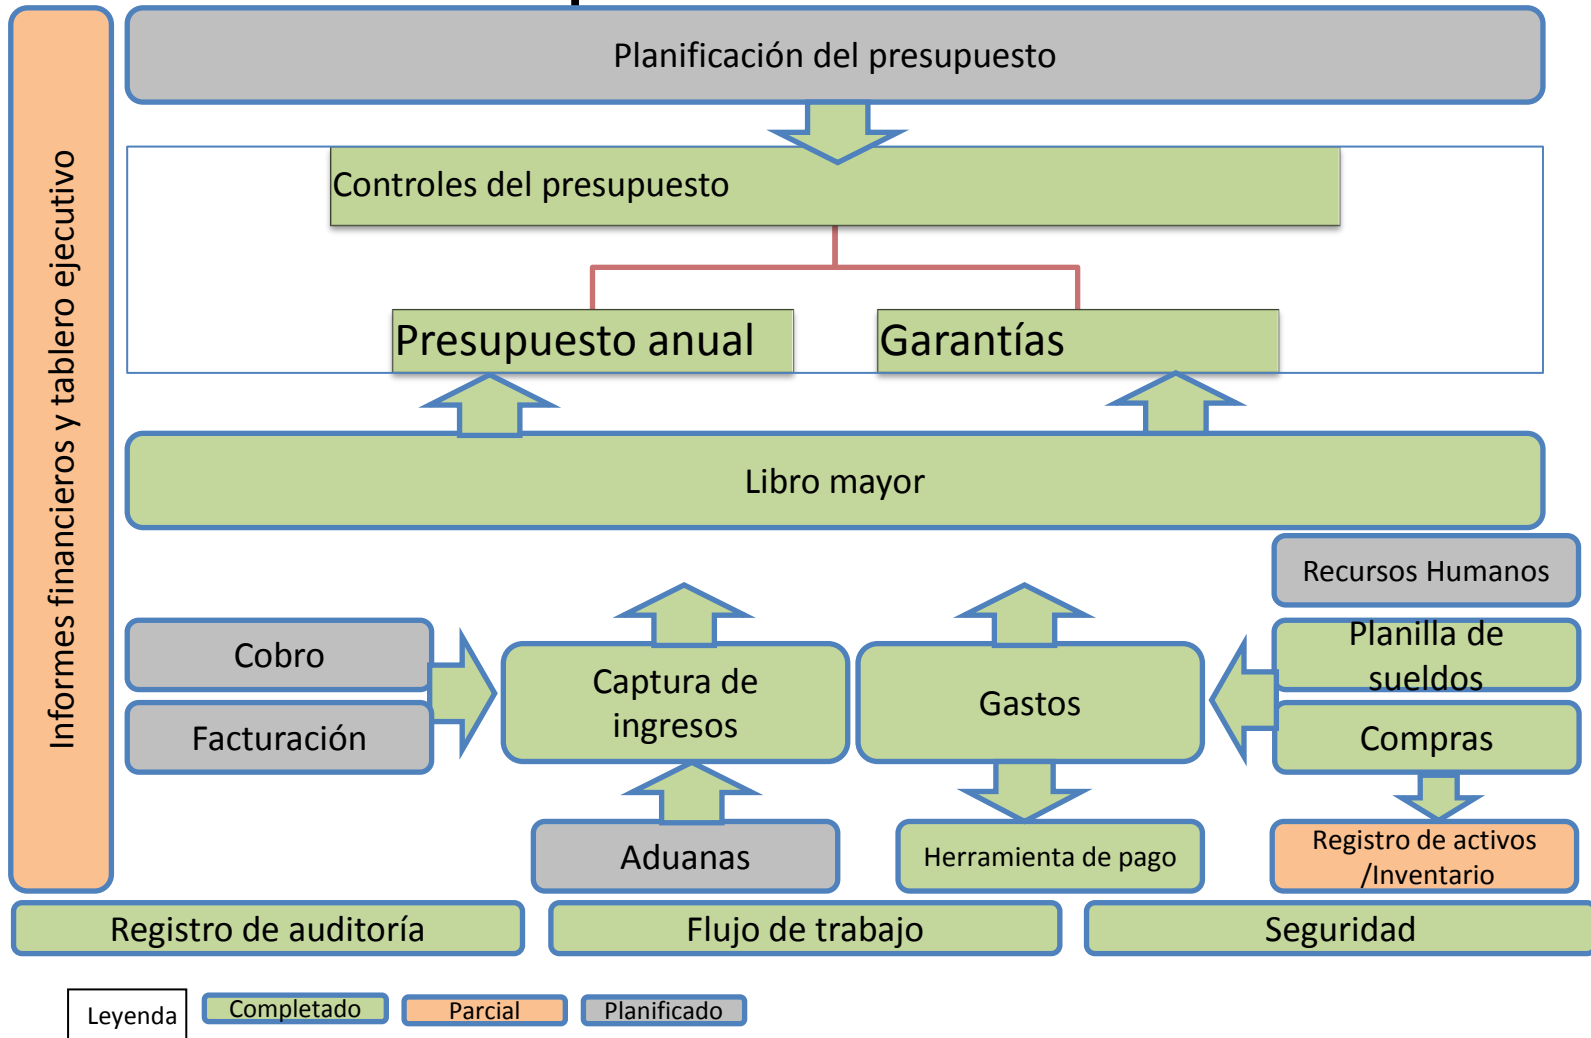 Planificación del presupuesto
Informes financieros y tablero ejecutivo
Controles del presupuesto
Presupuesto anual
Garantías
Libro mayor
Recursos Humanos
Cobro
Facturación
Captura de
ingresos
Gastos
Planilla de
sueldos
Compras
Aduanas
Herramienta de pago
Registro de activos
/Inventario
Registro de auditoría
Flujo de trabajo
Seguridad
Leyenda
Completado
Parcial
Planificado